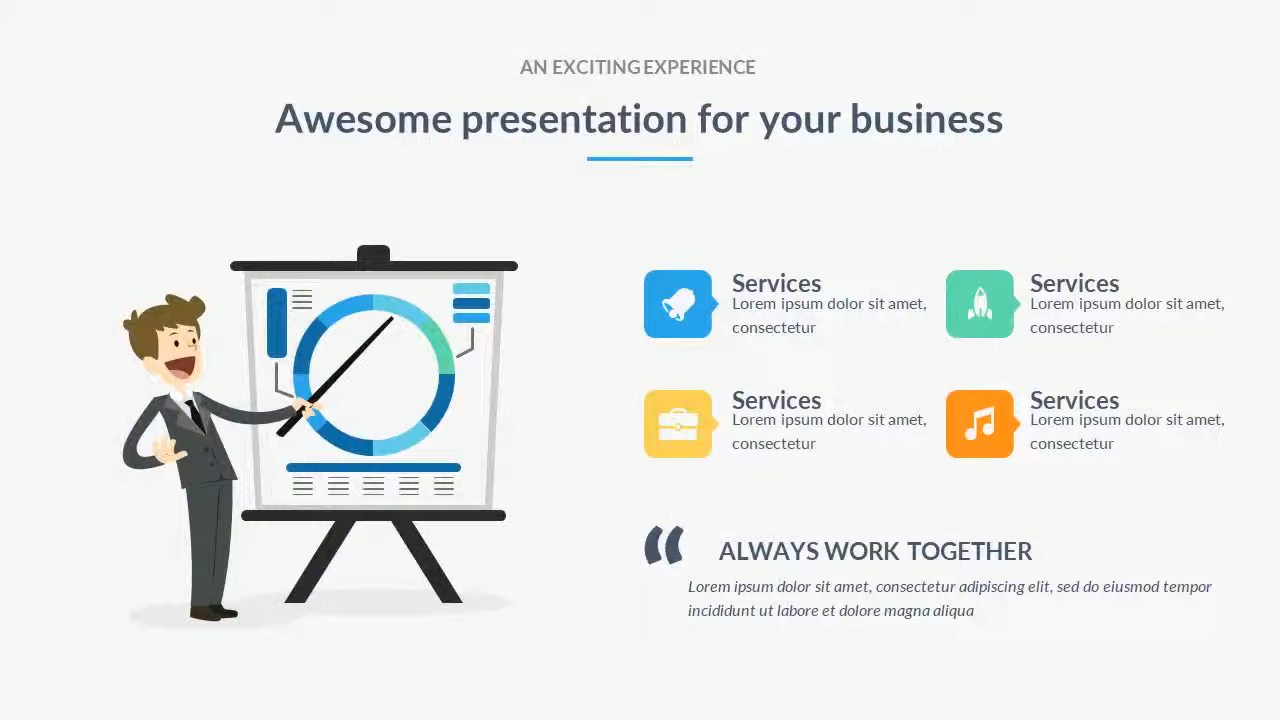 AN EXCITING EXPERIENCE
Awesome presentation for your business
Services
Lorem ipsum dolor sit amet,
consectetur
Services
Lorem ipsum dolor sit amet,
consectetur
Services
Lorem ipsum dolor sit amet,
consectetur
Services
Lorem ipsum dolor sit amet,
consectetur
“ ALWAYS WORK TOGETHER
Lorem ipsum dolor sit amet, consectetur adipiscing elit, sed do eiusmod tempor
incididunt ut labore et dolore magna aliqua